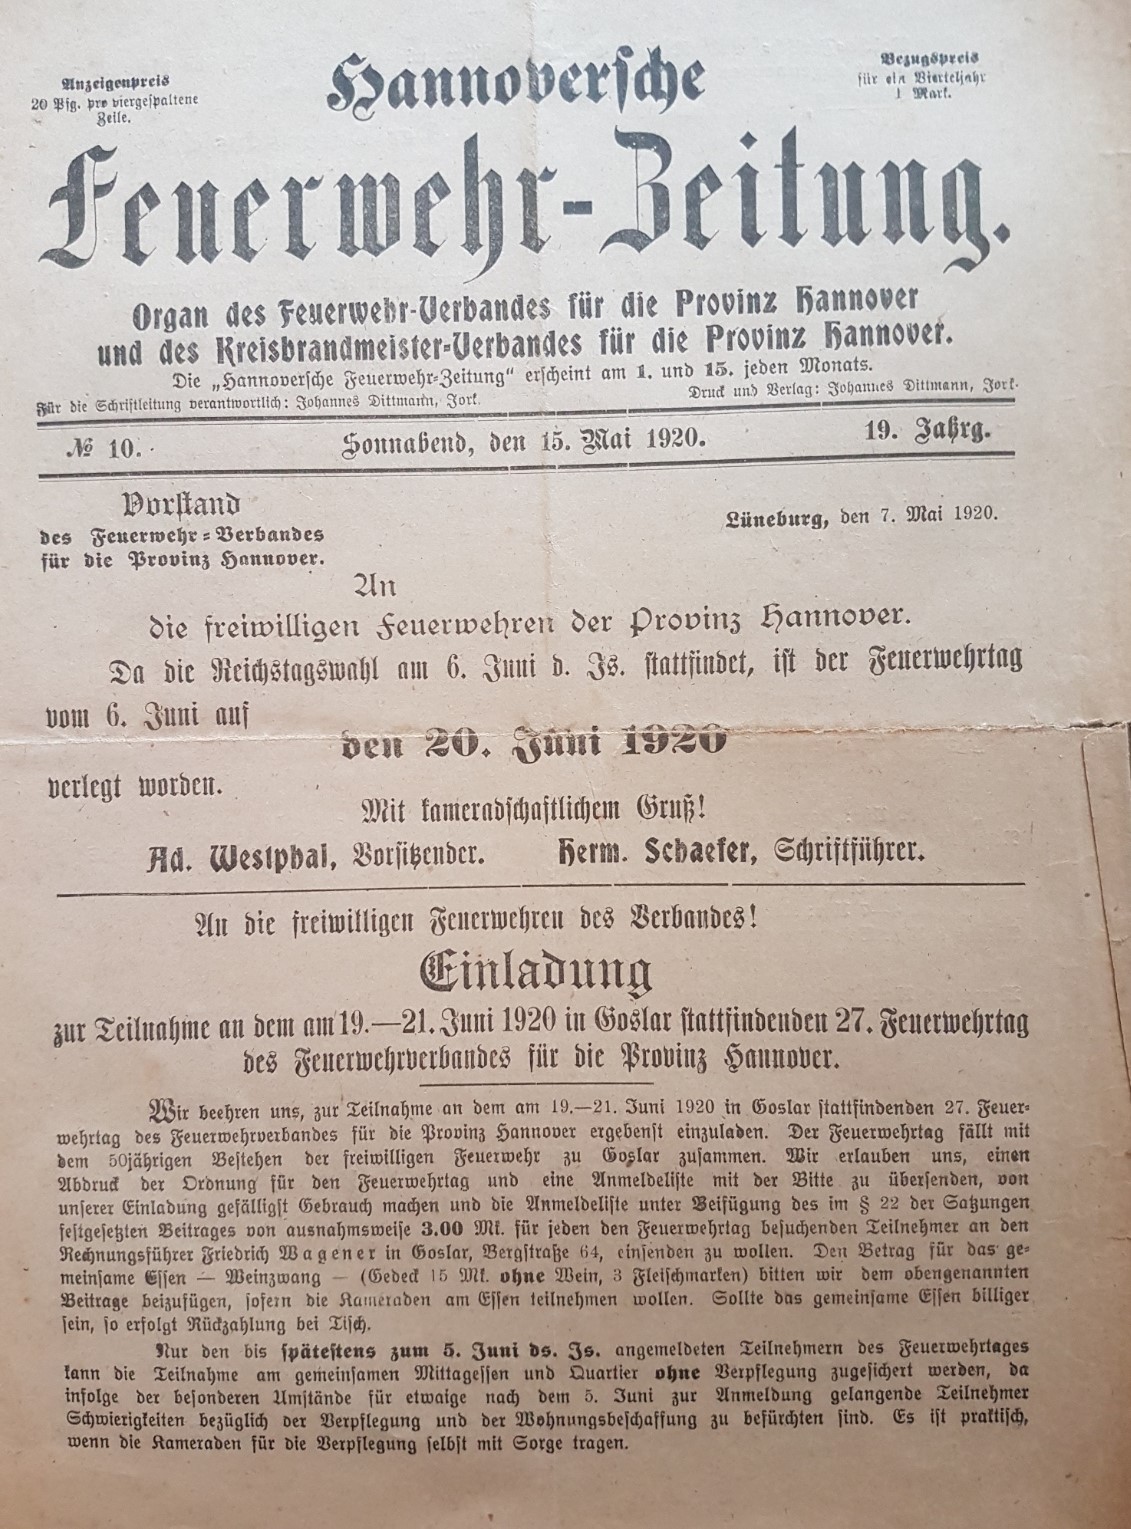 Anzeigenpreis
20 Pfg. pro viergespaltene
Zeile.
Hannoversche
Bezugspreis
für ein Vierteljahr
1 Mark.
Feuerwehr-Zeitung.
Organ des Feuerwehr-Verbandes für die Provinz Hannover
und des Kreisbrandmeister-Verbandes für die Provinz Hannover.
Die „Hannoversche Feuerwehr-Zeitung“ erscheint am 1. und 15. jeden Monats.
Für die Schriftleitung verantwortlich: Johannes Dittmann, Jork.
Druck und Verlag: Johannes Dittmann, Jork.
№ 10.
Sonnabend, den 15. Mai 1920.
19. Jahrg.
Vorstand
des Feuerwehr-Verbandes
für die Provinz Hannover.
Lüneburg, den 7. Mai 1920.
An
die freiwilligen Feuerwehren der Provinz Hannover.
Da die Reichstagswahl am 6. Juni d. Js. stattfindet, ist der Feuerwehrtag
vom 6. Juni auf
den 20. Juni 1920
verlegt worden.
Mit kameradschaftlichem Gruß!
Ad. Westphal, Vorsitzender.
Herm. Schaefer, Schriftführer.
An die freiwilligen Feuerwehren des Verbandes!
Einladung
zur Teilnahme an dem am 19.—21. Juni 1920 in Goslar stattfindenden 27. Feuerwehrtag
des Feuerwehrverbandes für die Provinz Hannover.
Wir beehren uns, zur Teilnahme an dem am 19.—21. Juni 1920 in Goslar stattfindenden 27. Feuer-
wehrtag des Feuerwehrverbandes für die Provinz Hannover ergebenst einzuladen. Der Feuerwehrtag fällt mit
dem 50jährigen Bestehen der freiwilligen Feuerwehr zu Goslar zusammen. Wir erlauben uns, einen
Abdruck der Ordnung für den Feuerwehrtag und eine Anmeldeliste mit der Bitte zu übersenden, von
unserer Einladung gefälligst Gebrauch machen und die Anmeldeliste unter Beifügung des im § 22 der Satzungen
festgesetzten Beitrages von ausnahmsweise 3.00 Mk. für jeden den Feuerwehrtag besuchenden Teilnehmer an den
Rechnungsführer Friedrich Wagener in Goslar, Bergstraße 64, einsenden zu wollen. Den Betrag für das ge-
meinsame Essen — Weinzwang — (Gedeck 15 Mk. ohne Wein, 3 Fleischmarken) bitten wir dem obengenannten
Beitrage beizufügen, sofern die Kameraden am Essen teilnehmen wollen. Sollte das gemeinsame Essen billiger
sein, so erfolgt Rückzahlung bei Tisch.
Nur den bis spätestens zum 5. Juni ds. Js. angemeldeten Teilnehmern des Feuerwehrtages
kann die Teilnahme am gemeinsamen Mittagessen und Quartier ohne Verpflegung zugesichert werden, da
infolge der besonderen Umstände für etwaige nach dem 5. Juni zur Anmeldung gelangende Teilnehmer
Schwierigkeiten bezüglich der Verpflegung und der Wohnungsbeschaffung zu befürchten sind. Es ist praktisch,
wenn die Kameraden für die Verpflegung selbst mit Sorge tragen.